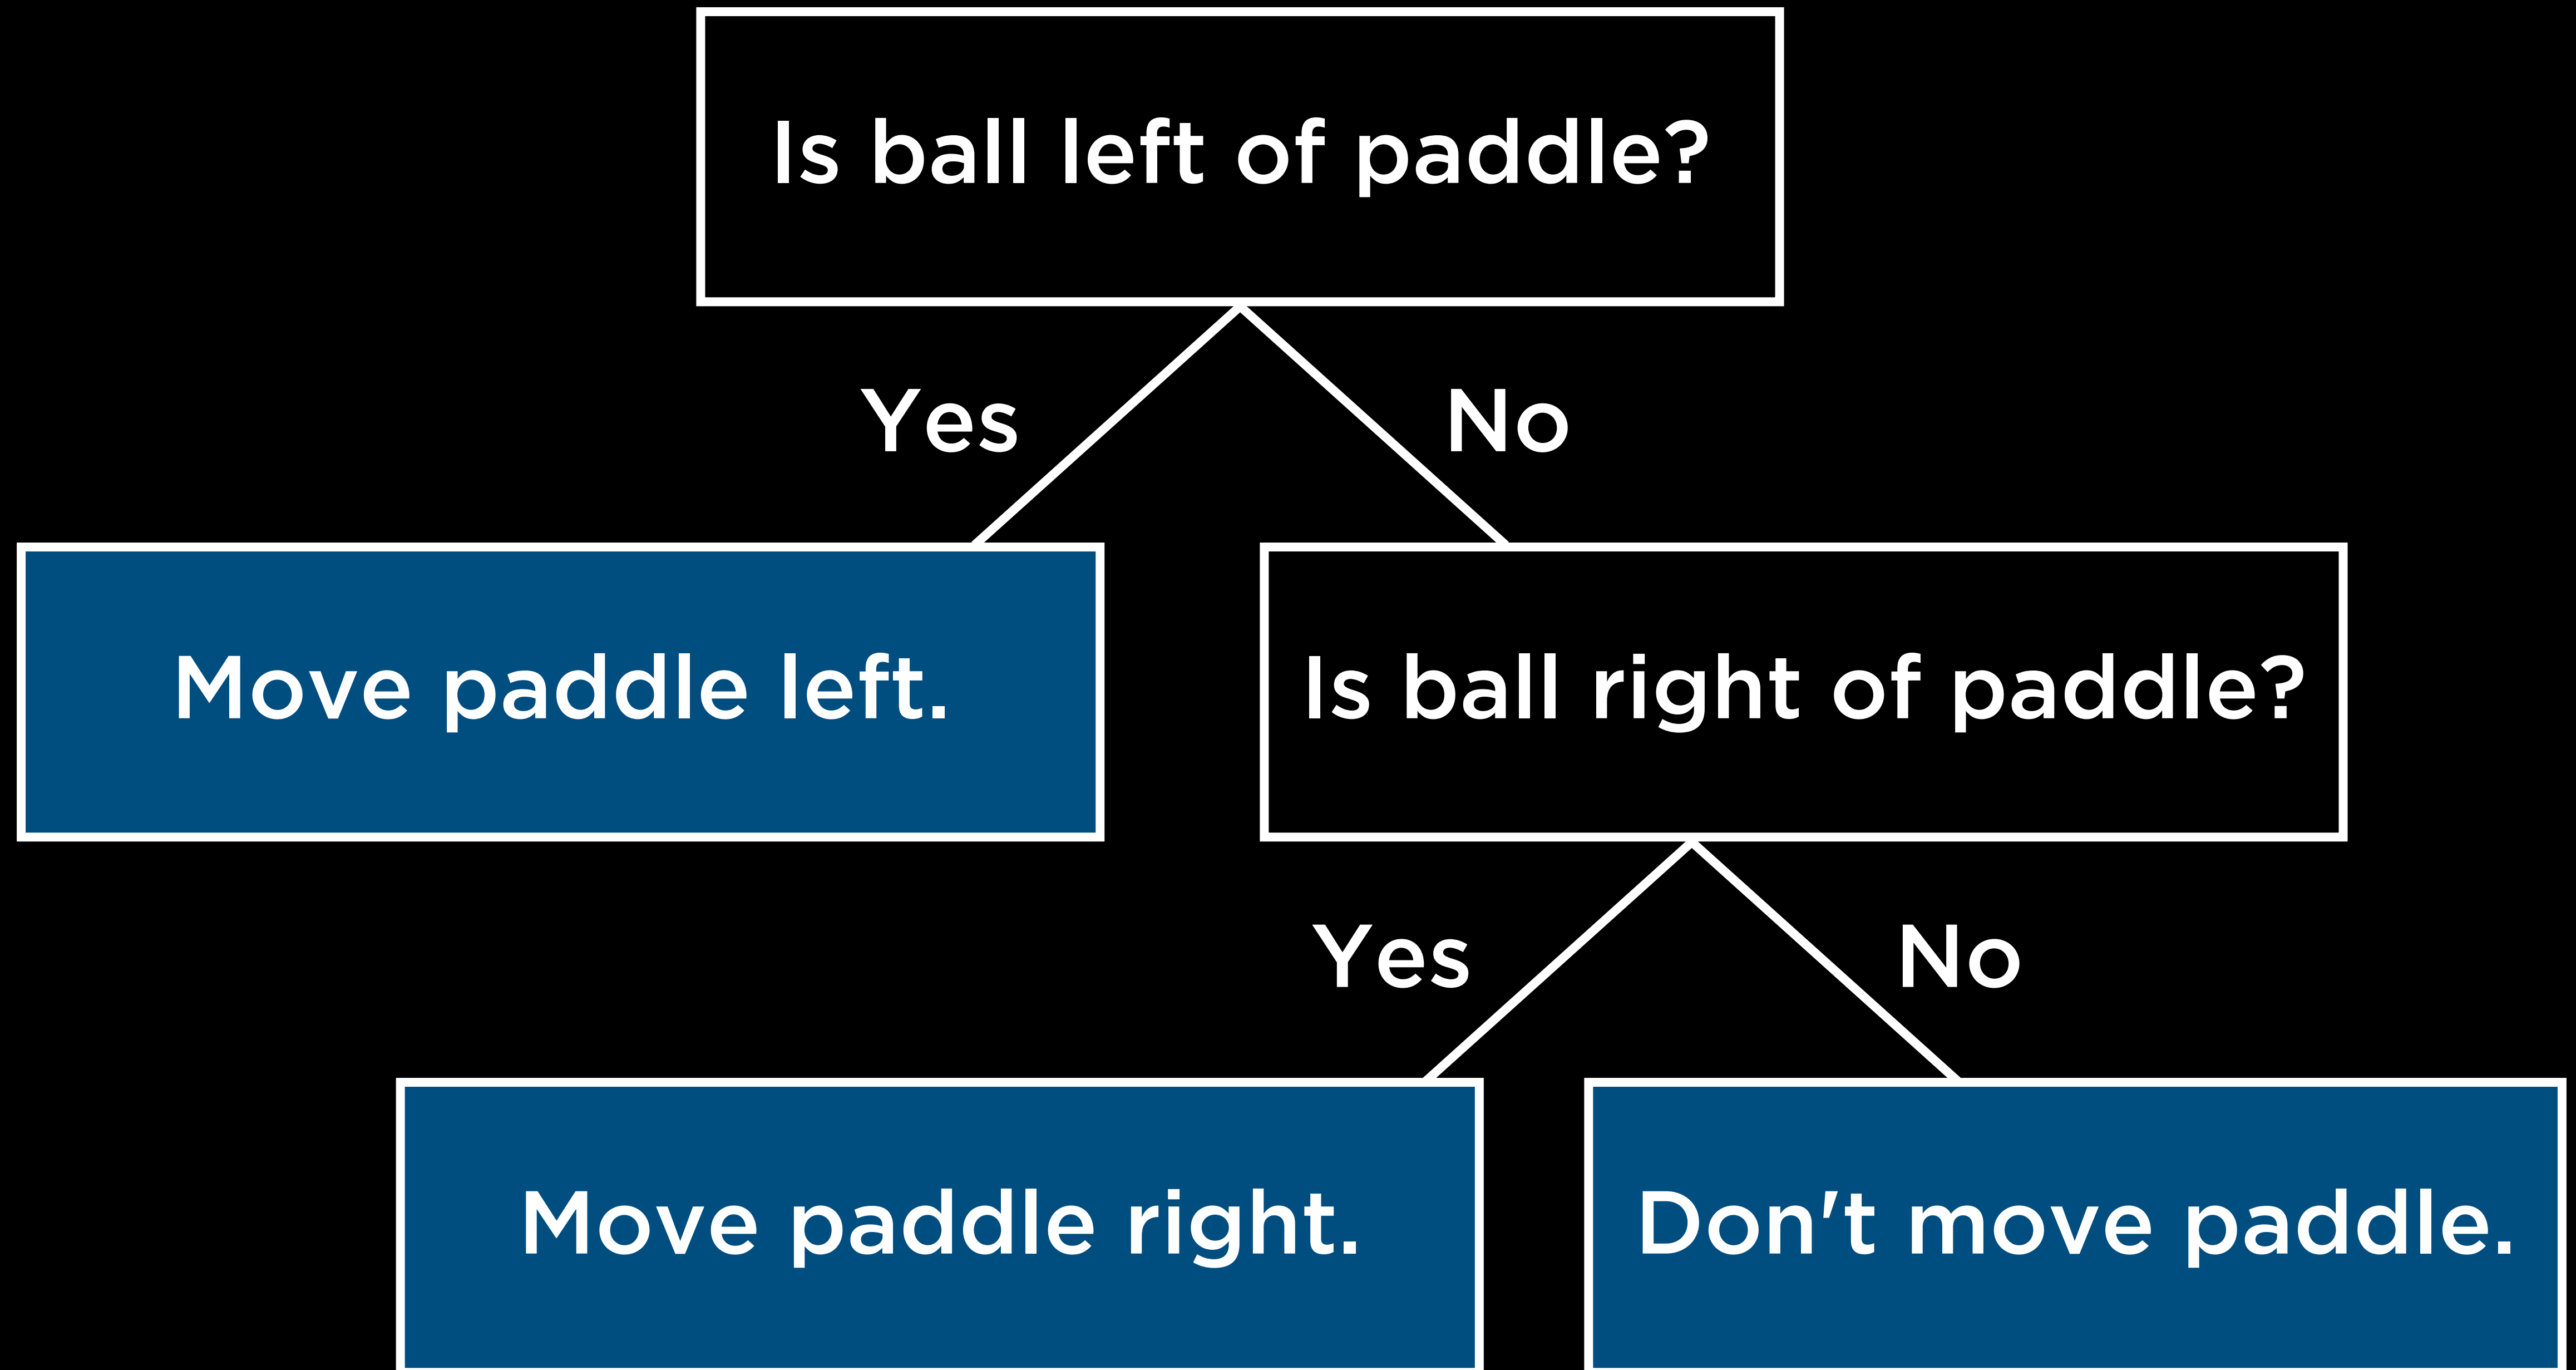 Is ball left of paddle?
Yes
No
Move paddle left.
Is ball right of paddle?
Yes
No
Move paddle right.
Don't move paddle.